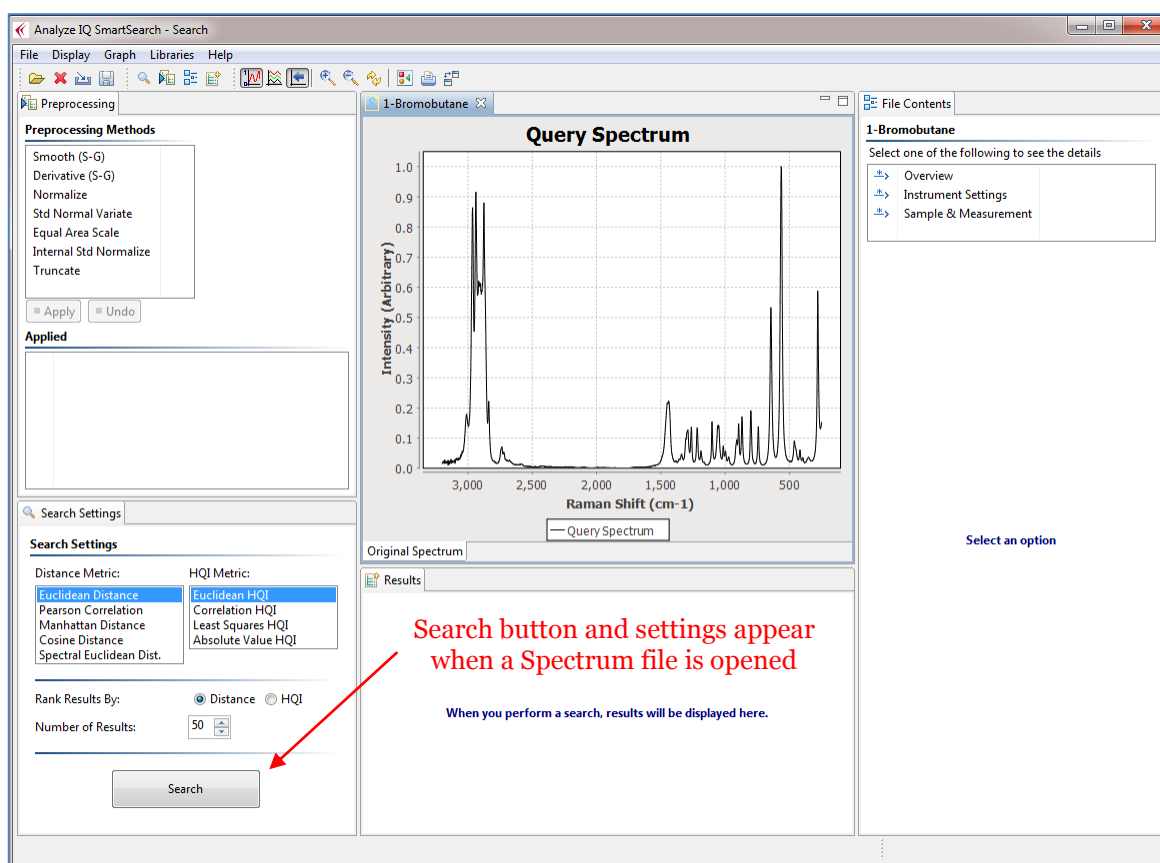 Analyze IQ SmartSearch - Search
File Display Graph Libraries Help
Preprocessing
Preprocessing Methods
Smooth (S-G)
Derivative (S-G)
Normalize
Std Normal Variate
Equal Area Scale
Internal Std Normalize
Truncate
Apply Undo
Applied
Search Settings
Search Settings
Distance Metric: HQI Metric:
Euclidean Distance Euclidean HQI
Pearson Correlation Correlation HQI
Manhattan Distance Least Squares HQI
Cosine Distance Absolute Value HQI
Spectral Euclidean Dist.
Rank Results By: Distance HQI
Number of Results: 50
Search
1-Bromobutane
Query Spectrum
Intensity (Arbitrary)
1.0
0.9
0.8
0.7
0.6
0.5
0.4
0.3
0.2
0.1
0.0
3,000 2,500 2,000 1,500 1,000 500
Raman Shift (cm-1)
Query Spectrum
Original Spectrum
Results
Search button and settings appear
when a Spectrum file is opened
When you perform a search, results will be displayed here.
File Contents
1-Bromobutane
Select one of the following to see the details
Overview
Instrument Settings
Sample & Measurement
Select an option